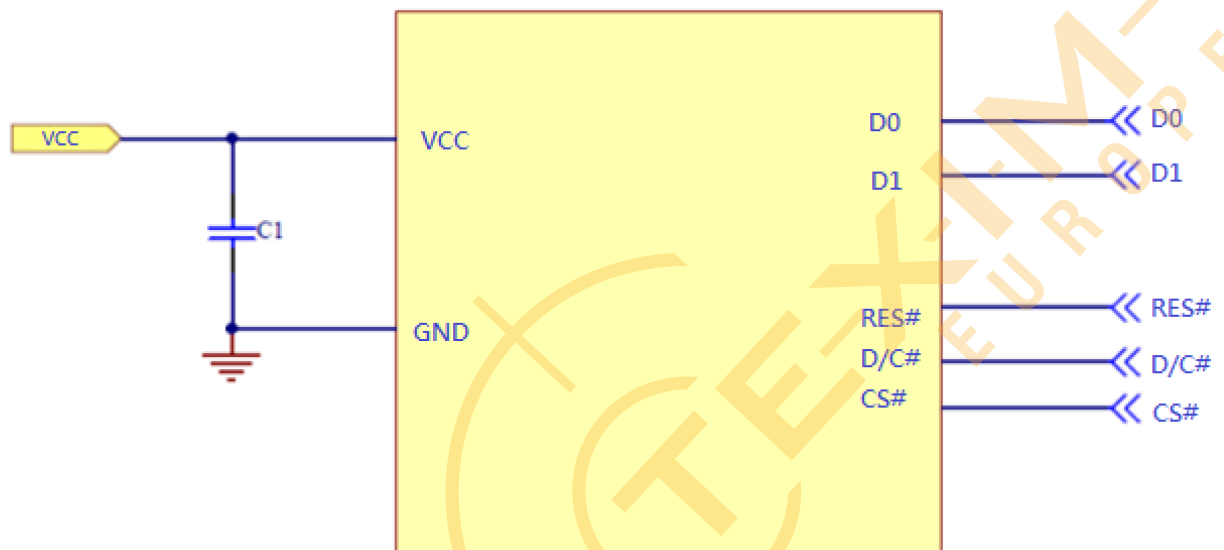 VCC
VCC
C1
GND
D0
D1
RES#
D/C#
CS#
D0
D1
RES#
D/C#
CS#
TEXIM
EUROPE